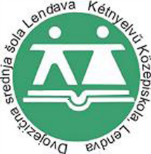 Dvojezična srednja šola Lendava
Kétnyelvű Középiskola Lendva